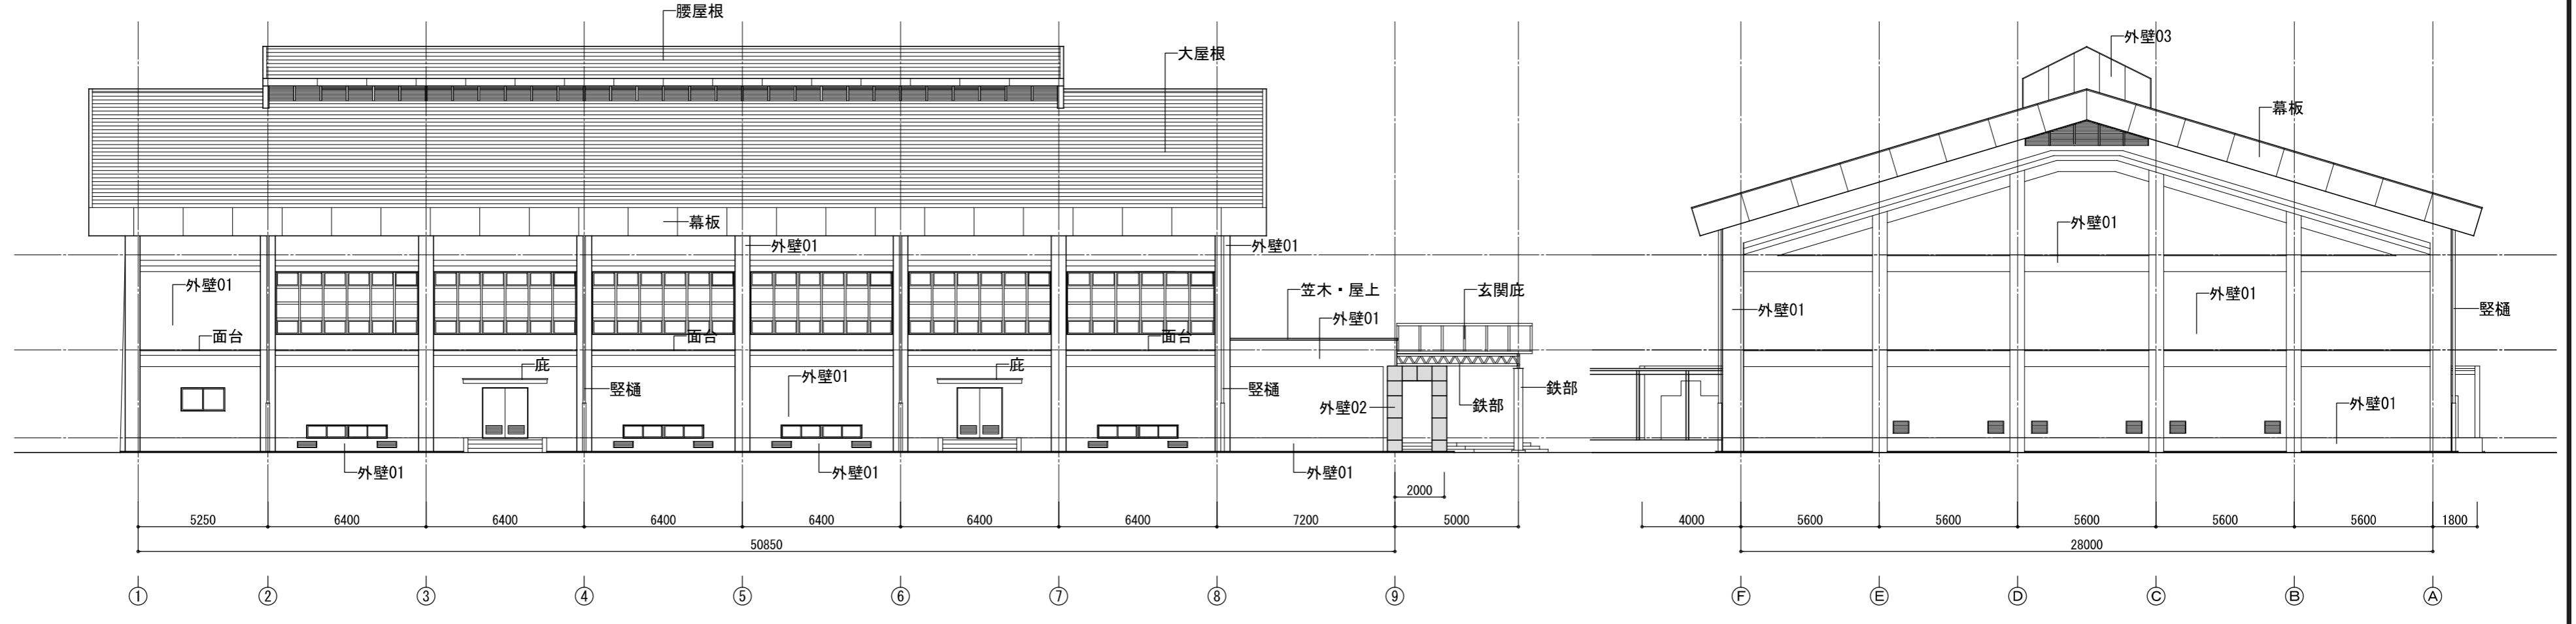 腰屋根
大屋根
外壁03
幕板
幕板
外壁01
外壁01
外壁01
外壁01
笠木・屋上
玄関庇
外壁01
外壁01
竪樋
外壁01
面台
面台
面台
庇
庇
外壁01
竪樋
竪樋
鉄部
外壁02
鉄部
外壁01
外壁01
外壁01
外壁01
2000
5250 6400 6400 6400 6400 6400 6400 7200 5000 4000 5600 5600 5600 5600 5600 1800
50850 28000
① ② ③ ④ ⑤ ⑥ ⑦ ⑧ ⑨ Ⓕ Ⓔ Ⓓ Ⓒ Ⓑ Ⓐ